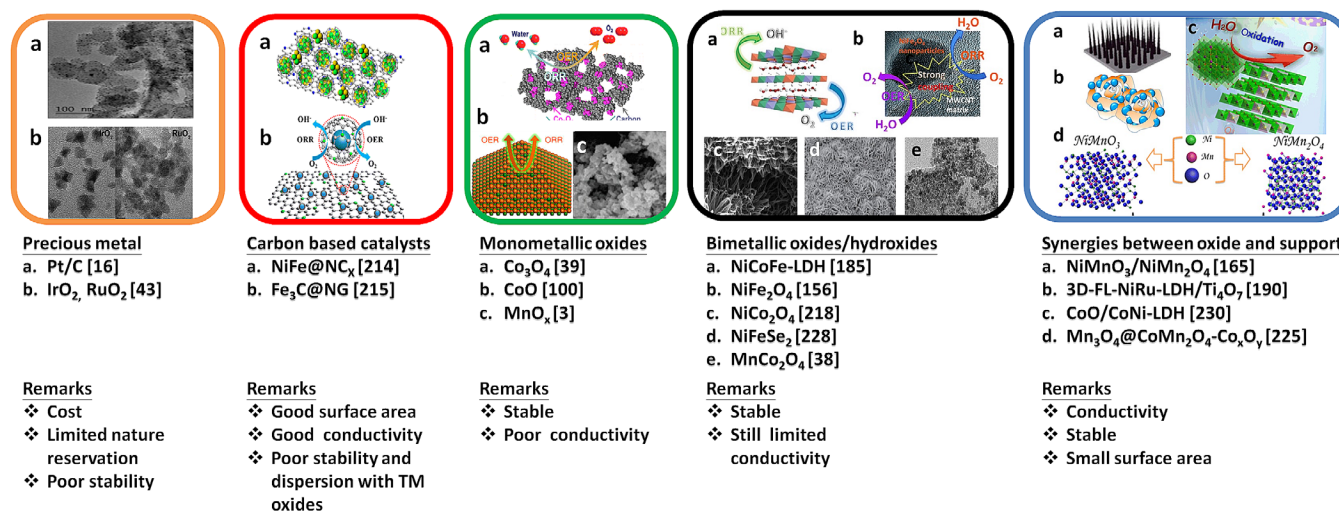 a
100 nm
b
IrO2
RuO2
a
b
OH-
OH-
ORR
OER
O2
O2
a
Water
O2
OER
ORR
Co3O4
Carbon
b
OER
ORR
c
a
ORR
OH-
O2
OER
b
H2O
nanoparticles
ORR
O2
Strong
O2
MWCNT
matrix
OER
H2O
c
d
e
a
c
H2O
Oxidation
O2
b
d
NiMnO3
Ni
Mn
O
NiMn2O4
Precious metal
a. Pt/C [16]
b. IrO2, RuO2 [43]
Remarks
❖ Cost
❖ Limited nature
reservation
❖ Poor stability
Carbon based catalysts
a. NiFe@NCX [214]
b. Fe3C@NG [215]
Remarks
❖ Good surface area
❖ Good conductivity
❖ Poor stability and
dispersion with TM
oxides
Monometallic oxides
a. Co3O4 [39]
b. CoO [100]
c. MnOx [3]
Remarks
❖ Stable
❖ Poor conductivity
Bimetallic oxides/hydroxides
a. NiCoFe-LDH [185]
b. NiFe2O4 [156]
c. NiCo2O4 [218]
d. NiFeSe2 [228]
e. MnCo2O4 [38]
Remarks
❖ Stable
❖ Still limited
conductivity
Synergies between oxide and support
a. NiMnO3/NiMn2O4 [165]
b. 3D-FL-NiRu-LDH/Ti4O7 [190]
c. CoO/CoNi-LDH [230]
d. Mn3O4@CoMn2O4-CoxOy [225]
Remarks
❖ Conductivity
❖ Stable
❖ Small surface area